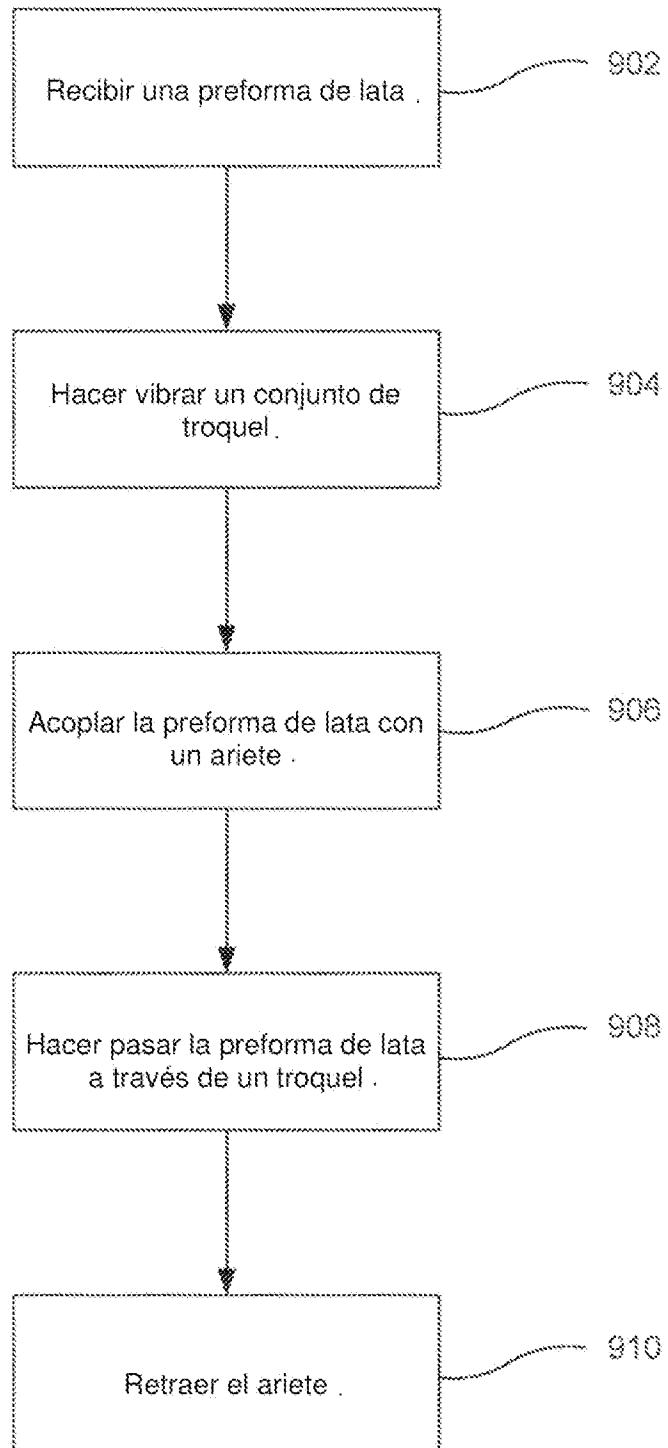 Recibir una preforma de lata .
902
Hacer vibrar un conjunto de
troquel .
904
Acoplar la preforma de lata con
un ariete .
906
Hacer pasar la preforma de lata
a través de un troquel .
908
Retraer el ariete .
910